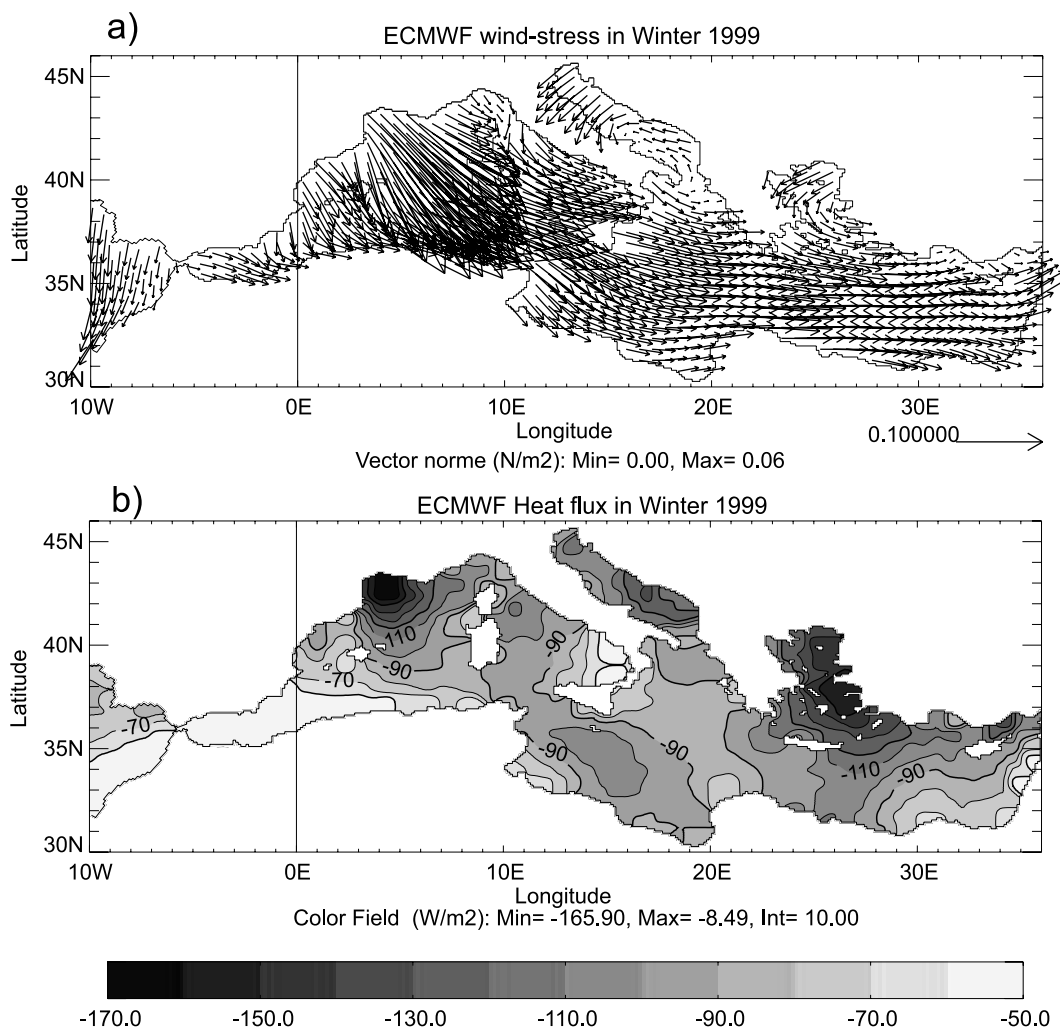 a)
ECMWF wind-stress in Winter 1999
45N
40N
35N
30N
Latitude
10W 0E 10E 20E 30E
Longitude
0.100000
Vector norme (N/m2): Min= 0.00, Max= 0.06
b)
ECMWF Heat flux in Winter 1999
45N
40N
35N
30N
Latitude
-110
-90
-90
-70
-90
-90
-110
-90
10W 0E 10E 20E 30E
Longitude
Color Field (W/m2): Min= -165.90, Max= -8.49, Int= 10.00
-170.0 -150.0 -130.0 -110.0 -90.0 -70.0 -50.0